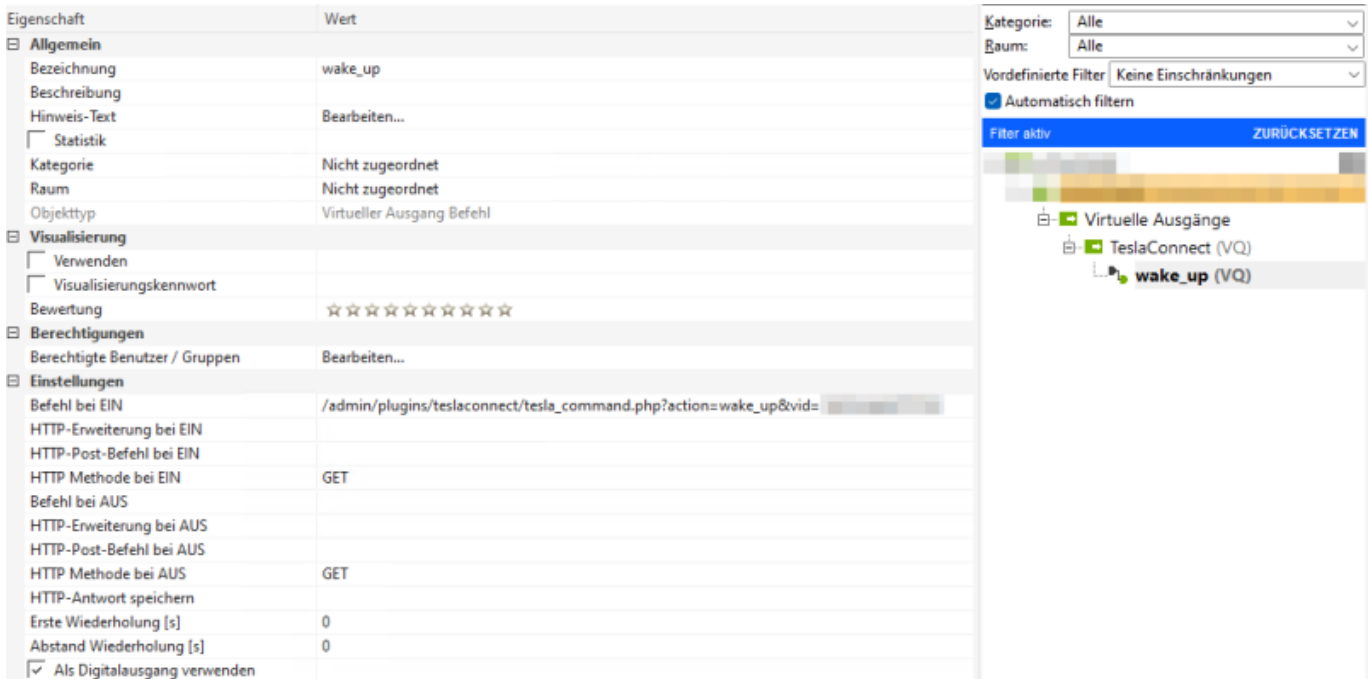 Eigenschaft Wert
Allgemein
Bezeichnung wake_up
Beschreibung
Hinweis-Text Bearbeiten...
Statistik
Kategorie Nicht zugeordnet
Raum Nicht zugeordnet
Objekttyp Virtueller Ausgang Befehl
Visualisierung
Verwenden
Visualisierungskennwort
Bewertung
Berechtigungen
Berechtigte Benutzer / Gruppen Bearbeiten...
Einstellungen
Befehl bei EIN /admin/plugins/teslaconnect/tesla_command.php?action=wake_up&vid=
HTTP-Erweiterung bei EIN
HTTP-Post-Befehl bei EIN
HTTP Methode bei EIN GET
Befehl bei AUS
HTTP-Erweiterung bei AUS
HTTP-Post-Befehl bei AUS
HTTP Methode bei AUS GET
HTTP-Antwort speichern
Erste Wiederholung [s] 0
Abstand Wiederholung [s] 0
Als Digitalausgang verwenden
Kategorie: Alle
Raum: Alle
Vordefinierte Filter Keine Einschränkungen
Automatisch filtern
Filter aktiv ZURÜCKSETZEN
Virtuelle Ausgänge
TeslaConnect (VQ)
wake_up (VQ)